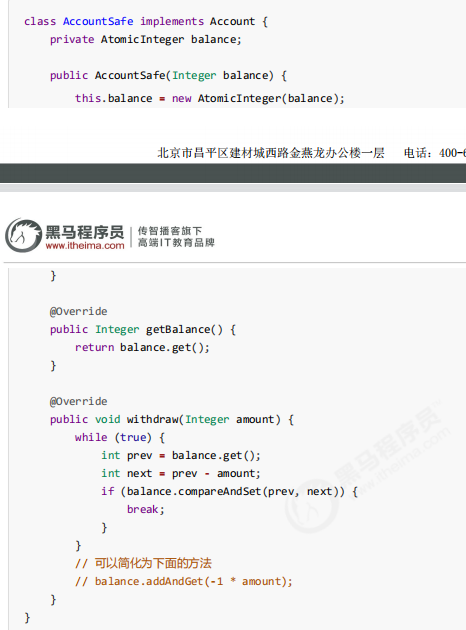 class AccountSafe implements Account {
    private AtomicInteger balance;

    public AccountSafe(Integer balance) {
        this.balance = new AtomicInteger(balance);
北京市昌平区建材城西路金燕龙办公楼一层 电话：400-6
黑马程序员 传智播客旗下
www.itheima.com 高端IT教育品牌
    }

    @Override
    public Integer getBalance() {
        return balance.get();
    }

    @Override
    public void withdraw(Integer amount) {
        while (true) {
            int prev = balance.get();
            int next = prev - amount;
            if (balance.compareAndSet(prev, next)) {
                break;
            }
        }
        // 可以简化为下面的方法
        // balance.addAndGet(-1 * amount);
    }
}
黑马程序员
www.itheima.com